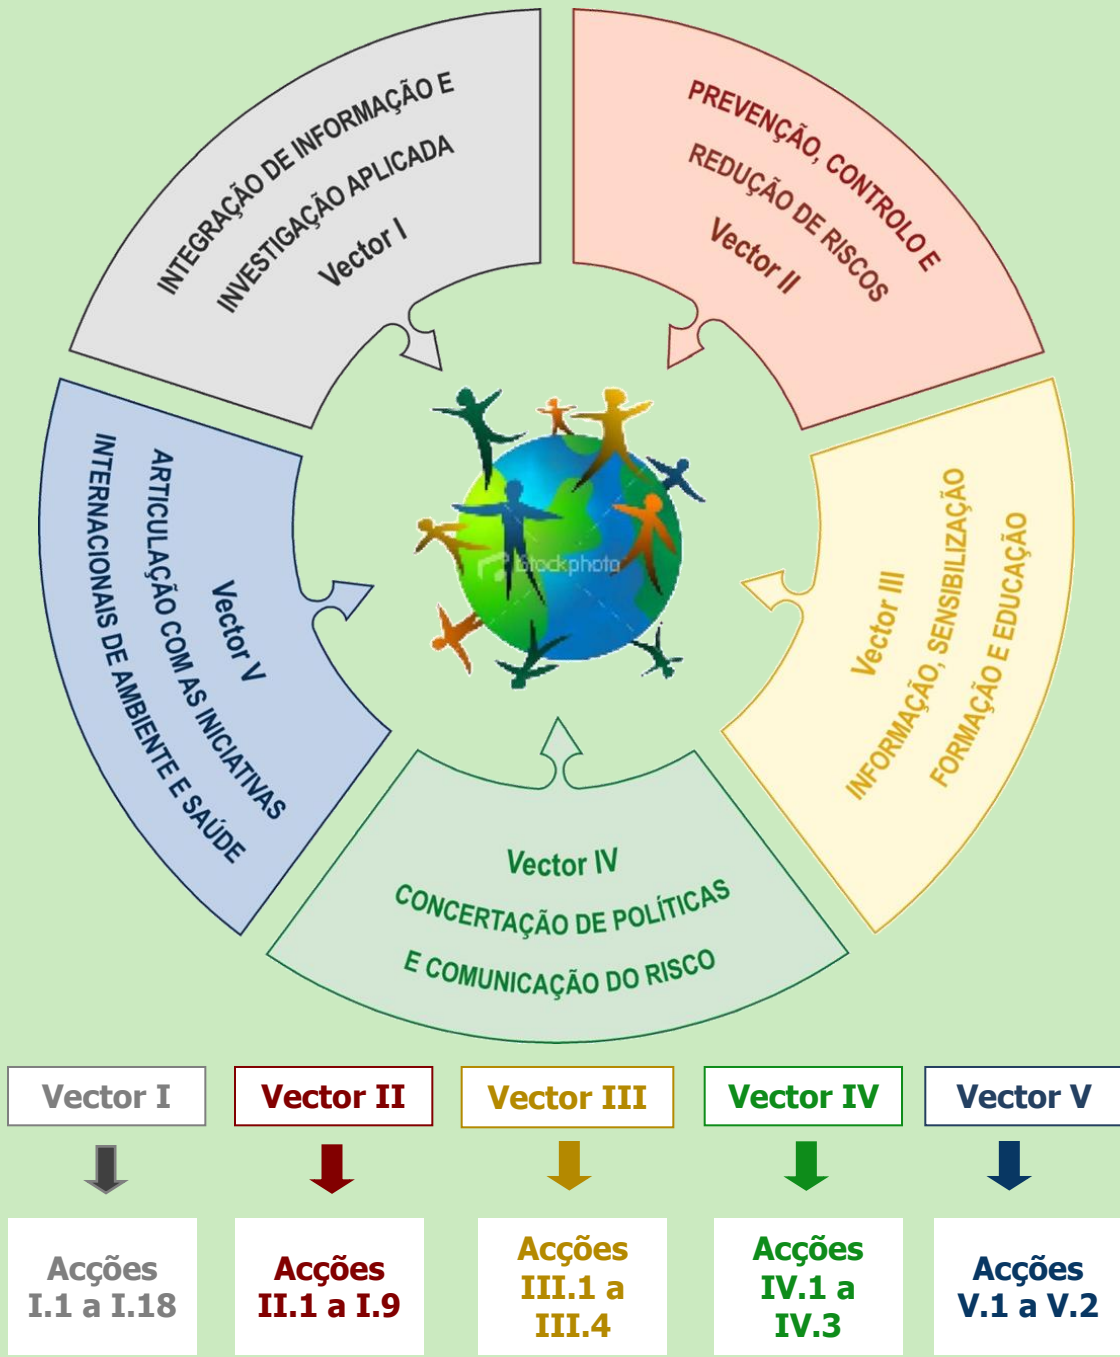 INTEGRAÇÃO DE INFORMAÇÃO E
INVESTIGAÇÃO APLICADA
Vector I
PREVENÇÃO, CONTROLO E
REDUÇÃO DE RISCOS
Vector II
Vector III
INFORMAÇÃO, SENSIBILIZAÇÃO
FORMAÇÃO E EDUCAÇÃO
Vector IV
CONCERTAÇÃO DE POLÍTICAS
E COMUNICAÇÃO DO RISCO
Vector V
ARTICULAÇÃO COM AS INICIATIVAS
INTERNACIONAIS DE AMBIENTE E SAÚDE
iStockphoto
Vector I
Vector II
Vector III
Vector IV
Vector V
Acções
I.1 a I.18
Acções
II.1 a I.9
Acções
III.1 a
III.4
Acções
IV.1 a
IV.3
Acções
V.1 a V.2